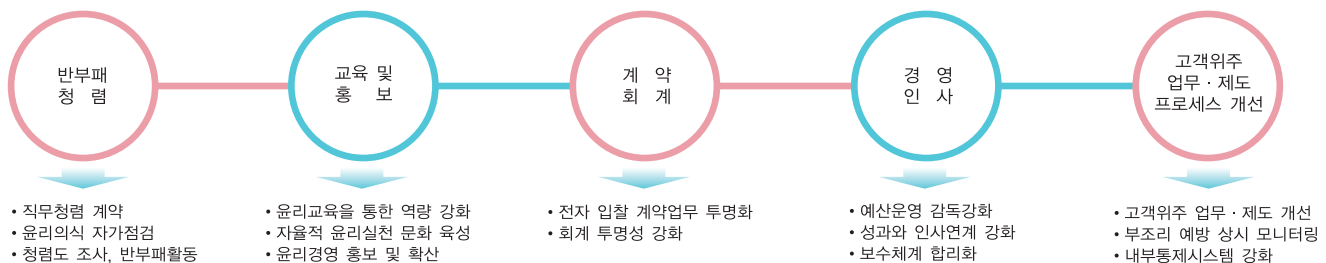 반부패
청 렴
• 직무청렴 계약
• 윤리의식 자가점검
• 청렴도 조사, 반부패활동
교육 및
홍 보
• 윤리교육을 통한 역량 강화
• 자율적 윤리실천 문화 육성
• 윤리경영 홍보 및 확산
계 약
회 계
• 전자 입찰 계약업무 투명화
• 회계 투명성 강화
경 영
인 사
• 예산운영 감독강화
• 성과와 인사연계 강화
• 보수체계 합리화
고객위주
업무 · 제도
프로세스 개선
• 고객위주 업무 · 제도 개선
• 부조리 예방 상시 모니터링
• 내부통제시스템 강화